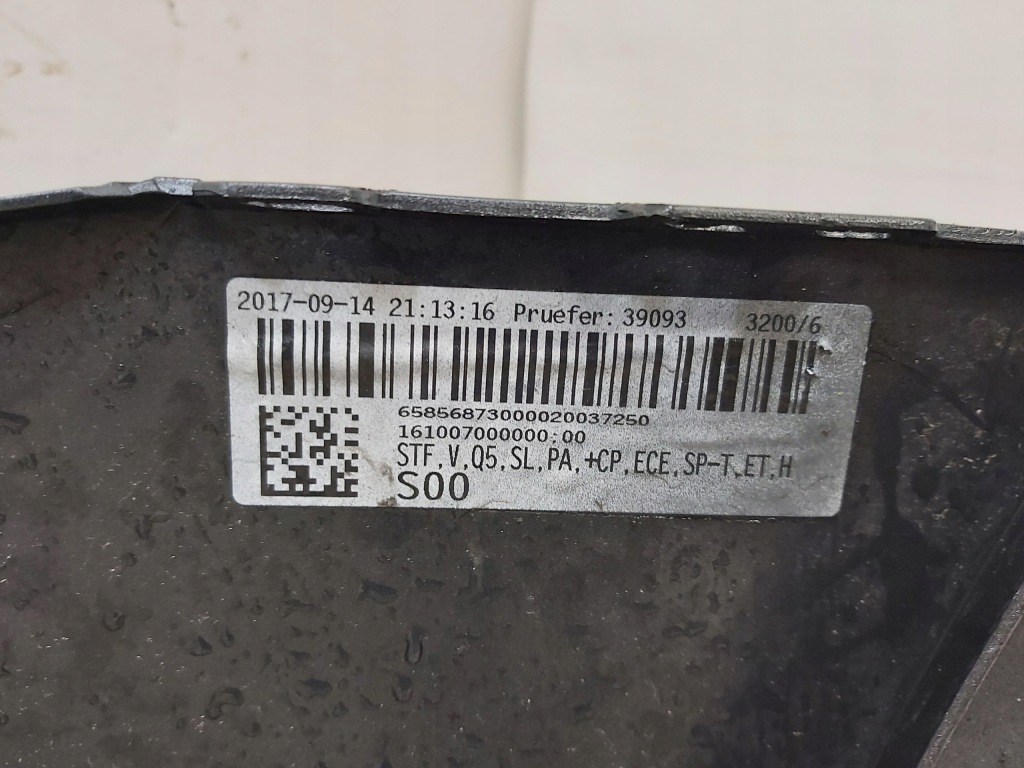 2017-09-14 21:13:16 Pruefer: 39093 3200/6
65856873000020037250
161007000000:00
STF,V,Q5,SL,PA,+CP,ECE,SP-T,ET,H
S00